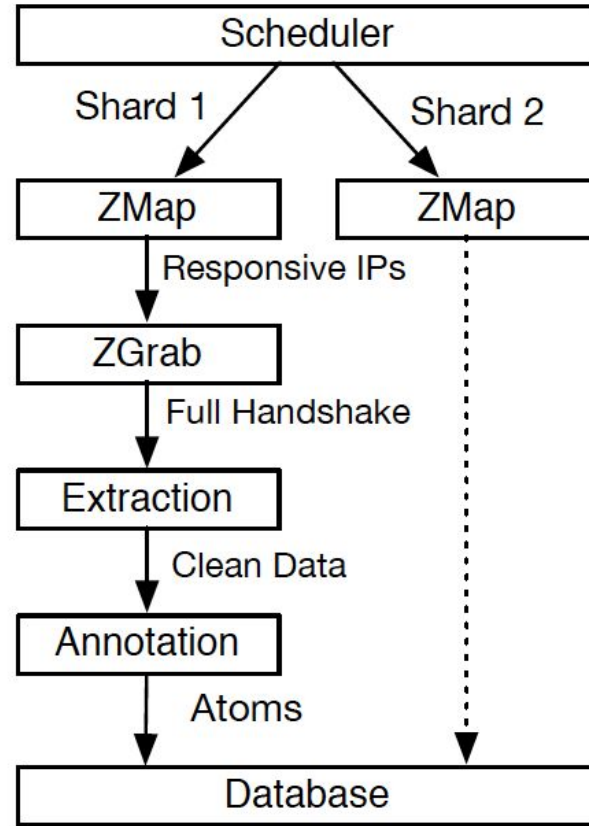 Scheduler
Shard 1
Shard 2
ZMap
ZMap
Responsive IPs
ZGrab
Full Handshake
Extraction
Clean Data
Annotation
Atoms
Database